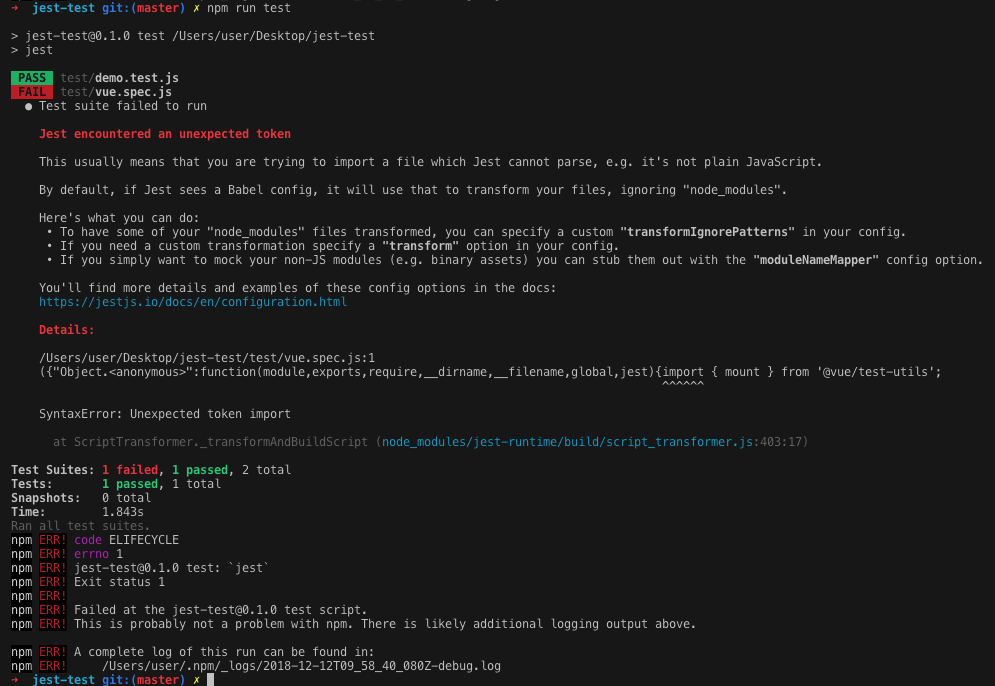 ➜  jest-test git:(master) ✗ npm run test
> jest-test@0.1.0 test /Users/user/Desktop/jest-test
> jest
PASS  test/demo.test.js
FAIL  test/vue.spec.js
● Test suite failed to run
Jest encountered an unexpected token
This usually means that you are trying to import a file which Jest cannot parse, e.g. it's not plain JavaScript.
By default, if Jest sees a Babel config, it will use that to transform your files, ignoring "node_modules".
Here's what you can do:
• To have some of your "node_modules" files transformed, you can specify a custom "transformIgnorePatterns" in your config.
• If you need a custom transformation specify a "transform" option in your config.
• If you simply want to mock your non-JS modules (e.g. binary assets) you can stub them out with the "moduleNameMapper" config option.
You'll find more details and examples of these config options in the docs:
https://jestjs.io/docs/en/configuration.html
Details:
/Users/user/Desktop/jest-test/test/vue.spec.js:1
({"Object.<anonymous>":function(module,exports,require,__dirname,__filename,global,jest){import { mount } from '@vue/test-utils';
^^^^^^
SyntaxError: Unexpected token import
at ScriptTransformer._transformAndBuildScript (node_modules/jest-runtime/build/script_transformer.js:403:17)
Test Suites: 1 failed, 1 passed, 2 total
Tests:       1 passed, 1 total
Snapshots:   0 total
Time:        1.843s
Ran all test suites.
npm ERR! code ELIFECYCLE
npm ERR! errno 1
npm ERR! jest-test@0.1.0 test: `jest`
npm ERR! Exit status 1
npm ERR!
npm ERR! Failed at the jest-test@0.1.0 test script.
npm ERR! This is probably not a problem with npm. There is likely additional logging output above.
npm ERR! A complete log of this run can be found in:
npm ERR!     /Users/user/.npm/_logs/2018-12-12T09_58_40_080Z-debug.log
➜  jest-test git:(master) ✗